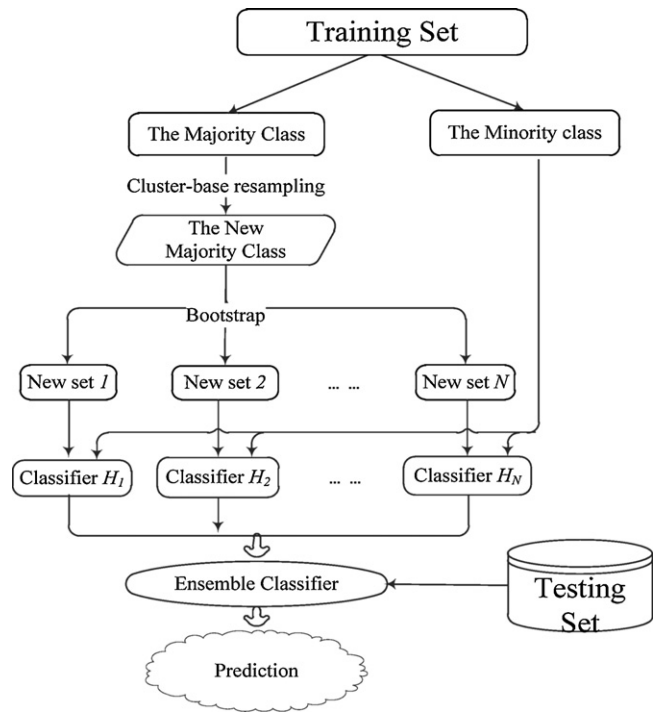 Training Set
The Majority Class
The Minority class
Cluster-base resampling
The New
Majority Class
Bootstrap
New set 1
New set 2
... ...
New set N
Classifier H1
Classifier H2
... ...
Classifier HN
Ensemble Classifier
Testing
Set
Prediction